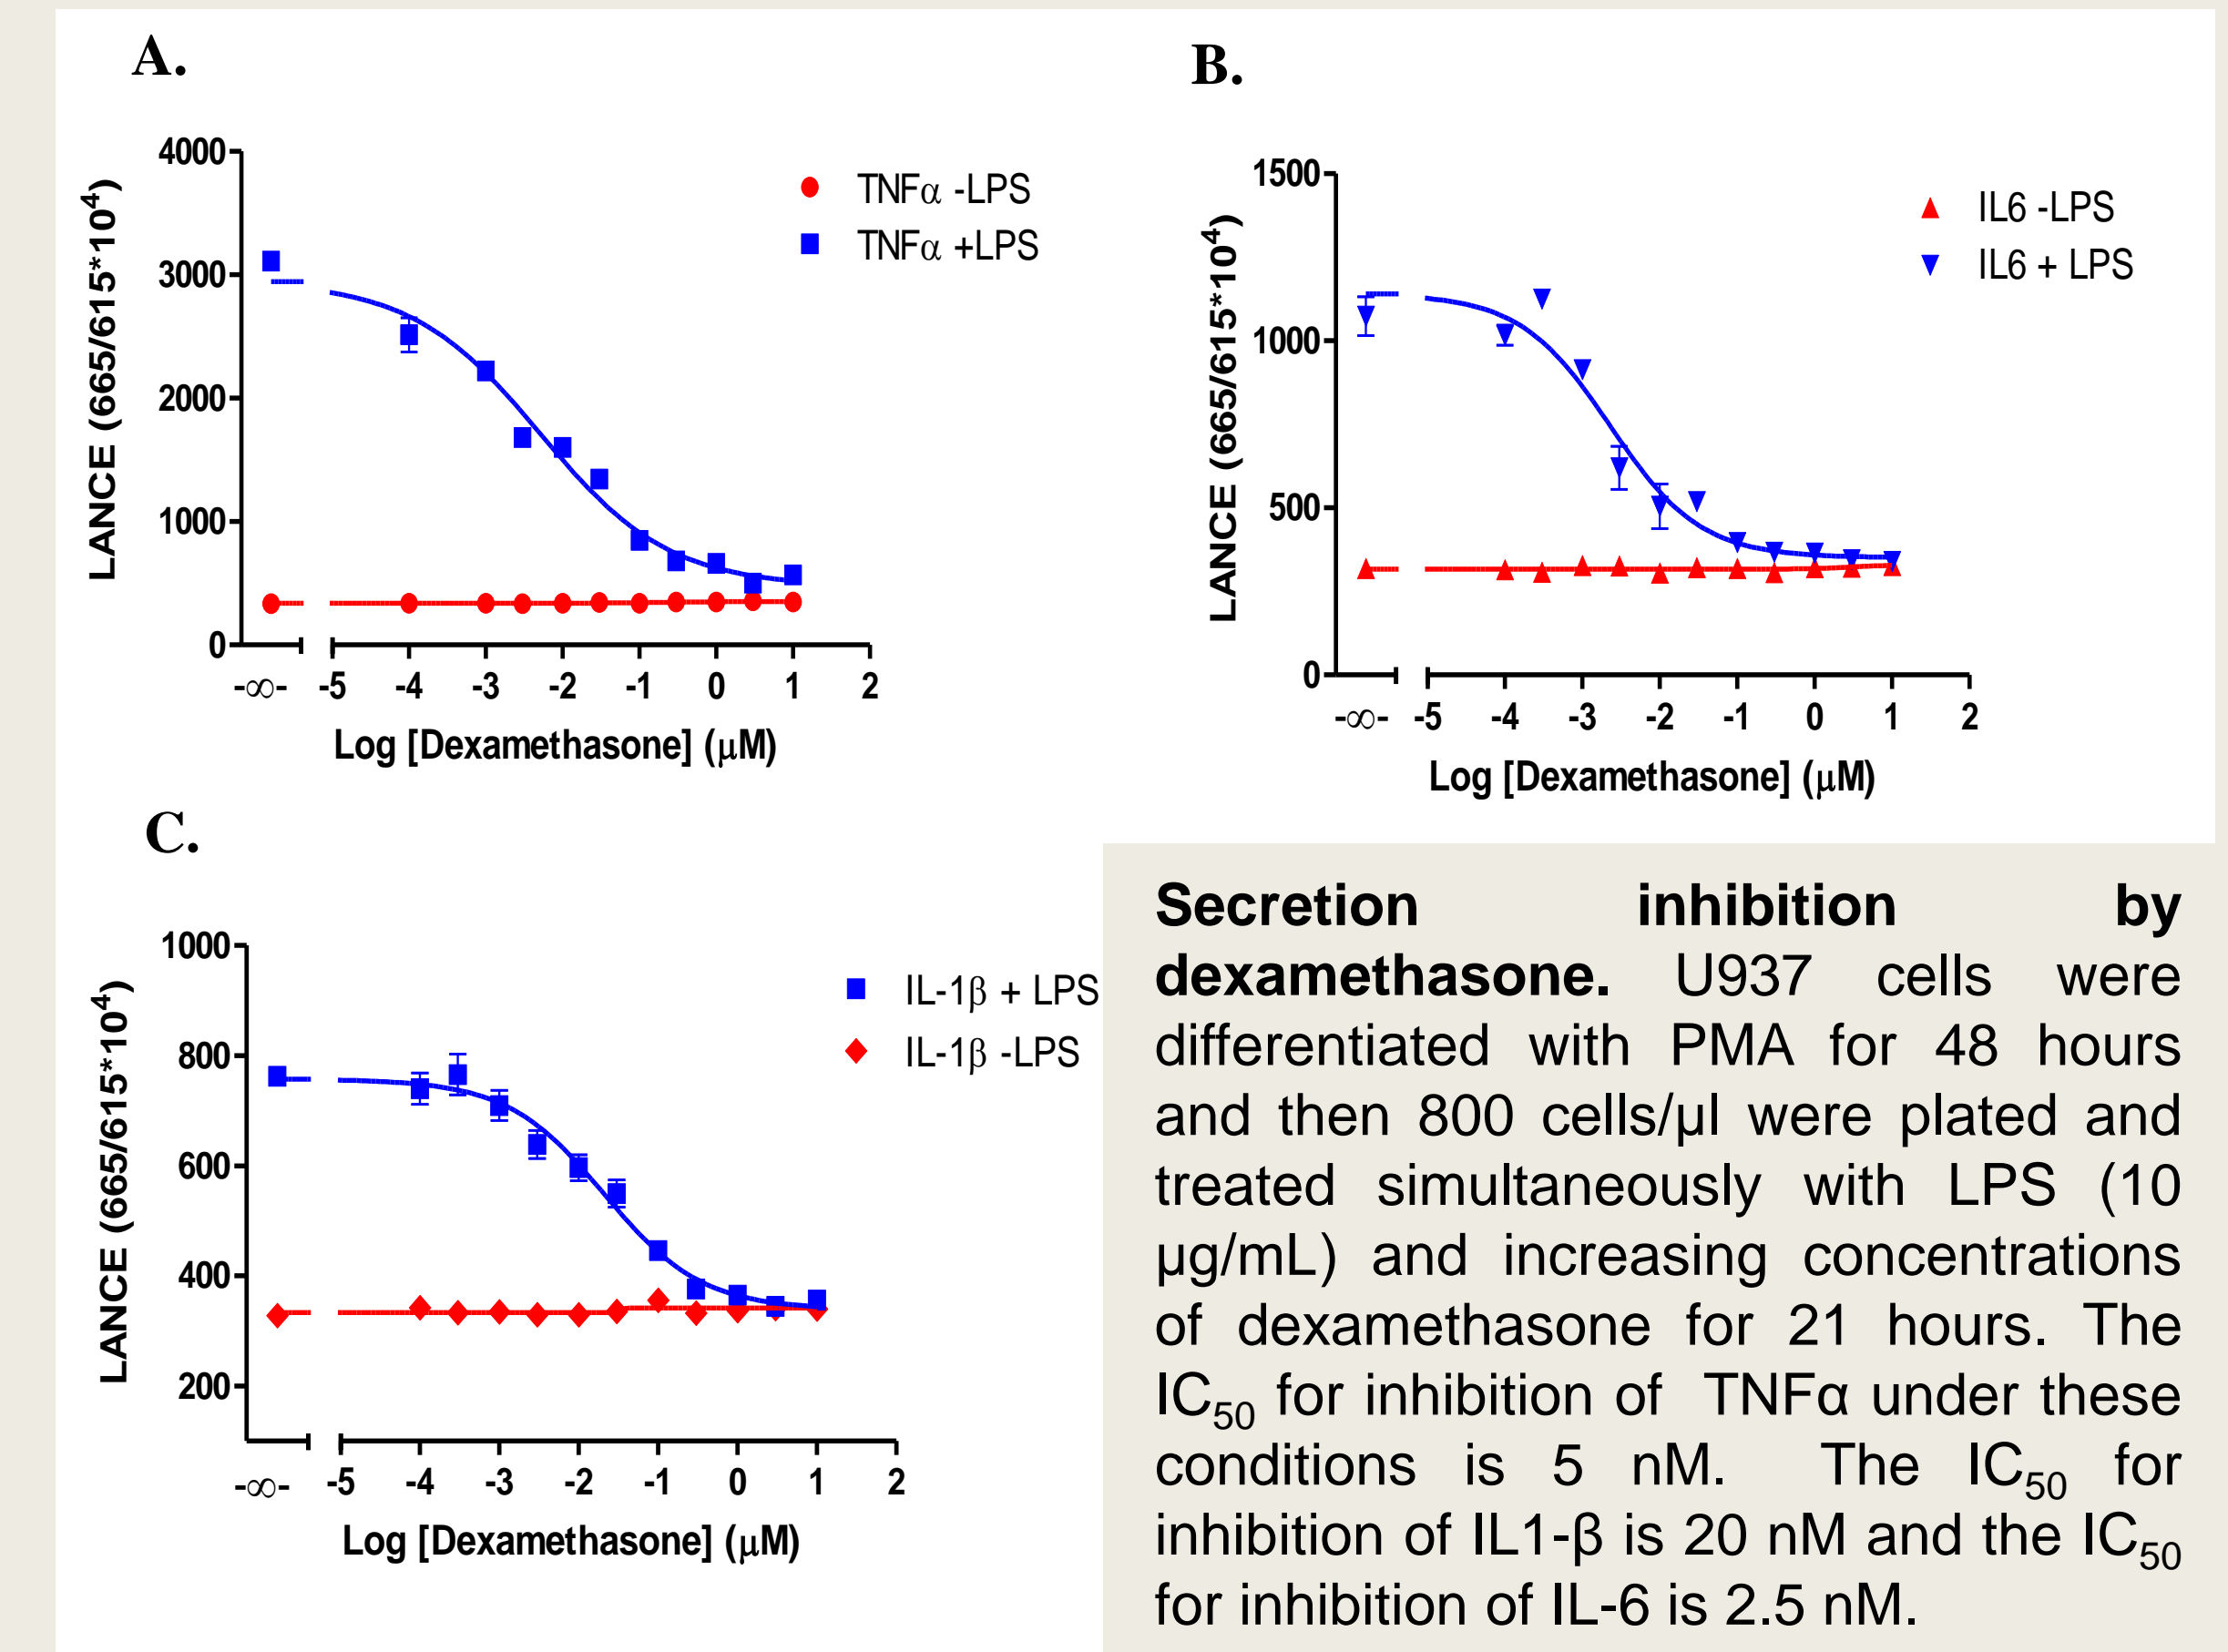 A.
4000
3000
2000
1000
0
LANCE (665/615*10⁴)
TNFα -LPS
TNFα +LPS
-∞- -5 -4 -3 -2 -1 0 1 2
Log [Dexamethasone] (μM)
B.
1500
1000
500
0
LANCE (665/615*10⁴)
IL6 -LPS
IL6 + LPS
-∞- -5 -4 -3 -2 -1 0 1 2
Log [Dexamethasone] (μM)
C.
1000
800
600
400
200
LANCE (665/615*10⁴)
IL-1β + LPS
IL-1β -LPS
-∞- -5 -4 -3 -2 -1 0 1 2
Log [Dexamethasone] (μM)
Secretion inhibition by
dexamethasone. U937 cells were
differentiated with PMA for 48 hours
and then 800 cells/μl were plated and
treated simultaneously with LPS (10
μg/mL) and increasing concentrations
of dexamethasone for 21 hours. The
IC₅₀ for inhibition of TNFα under these
conditions is 5 nM. The IC₅₀ for
inhibition of IL1-β is 20 nM and the IC₅₀
for inhibition of IL-6 is 2.5 nM.